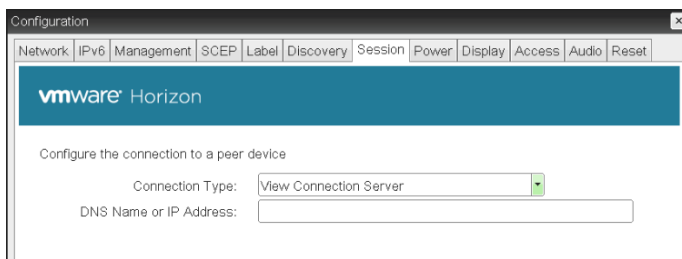 Configuration
Network IPv6 Management SCEP Label Discovery Session Power Display Access Audio Reset
vmware Horizon
Configure the connection to a peer device
Connection Type: View Connection Server
DNS Name or IP Address: